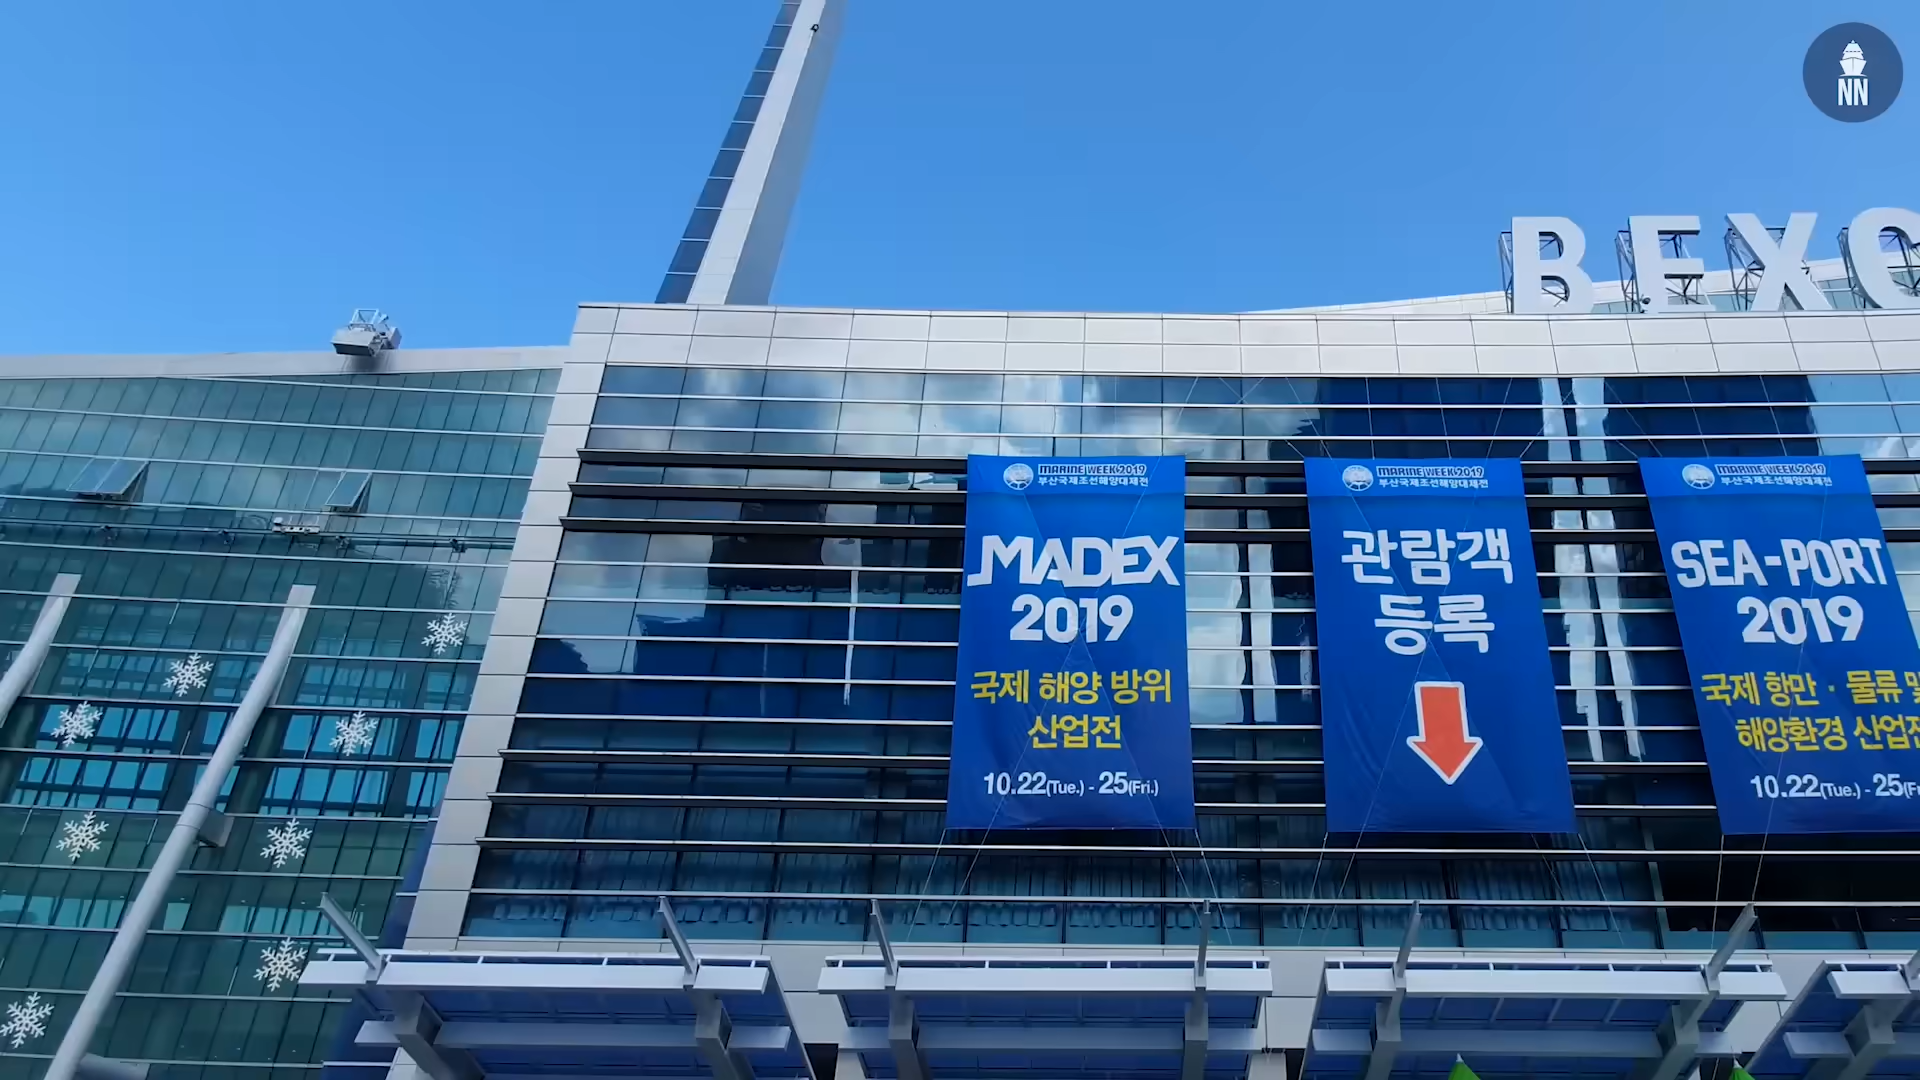 NN
BEXC
MARINE WEEK 2019
부산국제조선해양대제전
MADEX
2019
국제 해양 방위
산업전
10.22(Tue.) - 25(Fri.)
MARINE WEEK 2019
부산국제조선해양대제전
관람객
등록
MARINE WEEK 2019
부산국제조선해양대제전
SEA-PORT
2019
국제 항만 · 물류 및
해양환경 산업전
10.22(Tue.) - 25(Fr